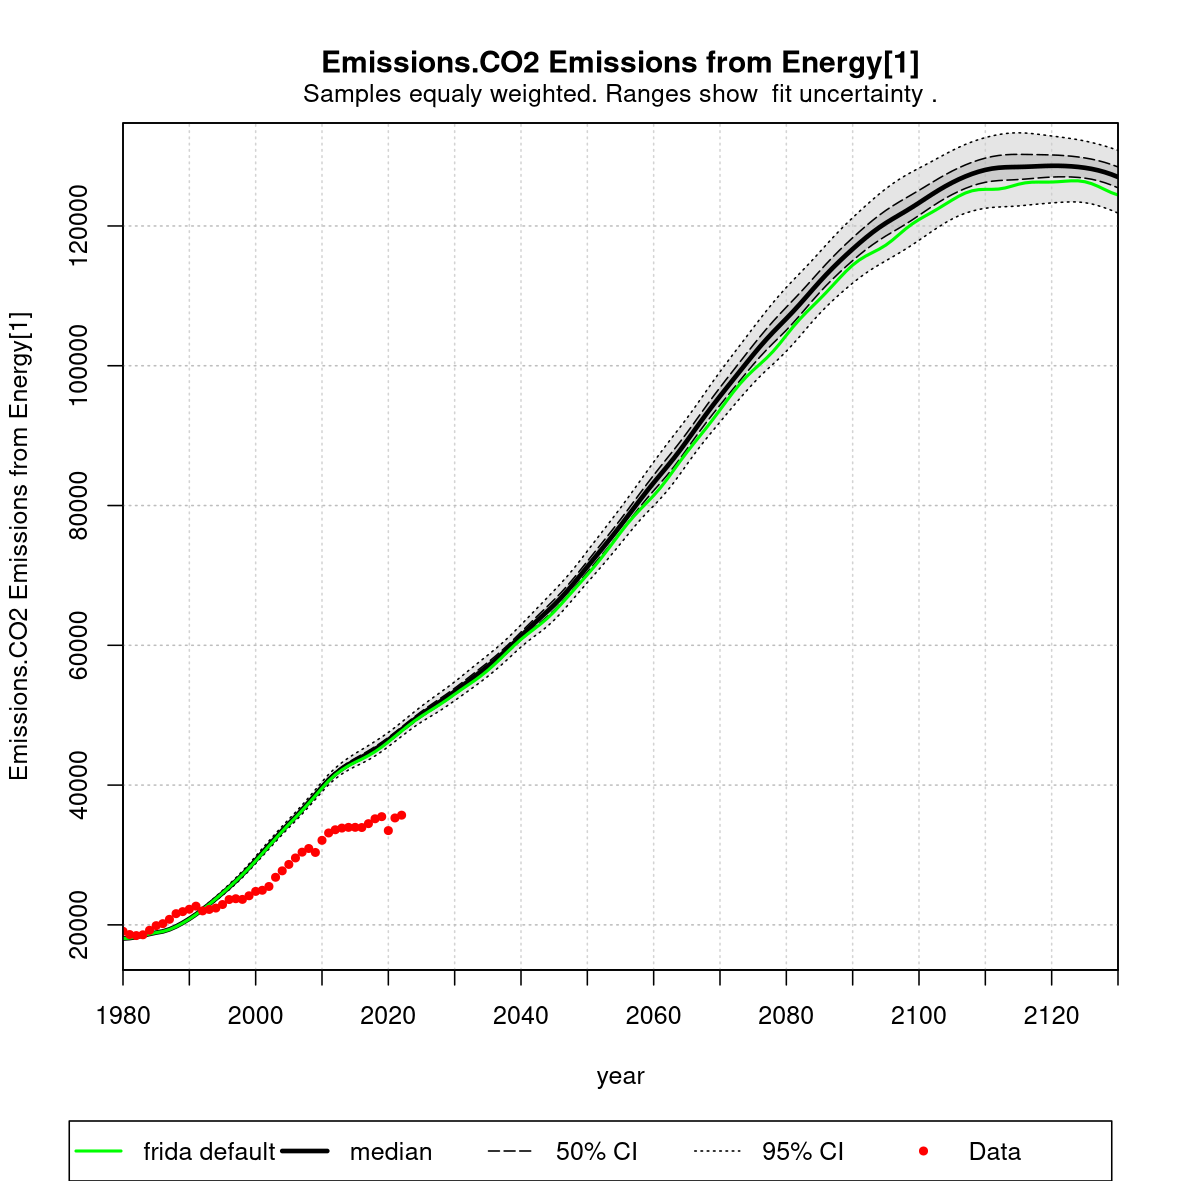 Emissions.CO2 Emissions from Energy[1]
Samples equaly weighted. Ranges show  fit uncertainty .
Emissions.CO2 Emissions from Energy[1]
120000
100000
80000
60000
40000
20000
1980 2000 2020 2040 2060 2080 2100 2120
year
frida default median 50% CI 95% CI Data